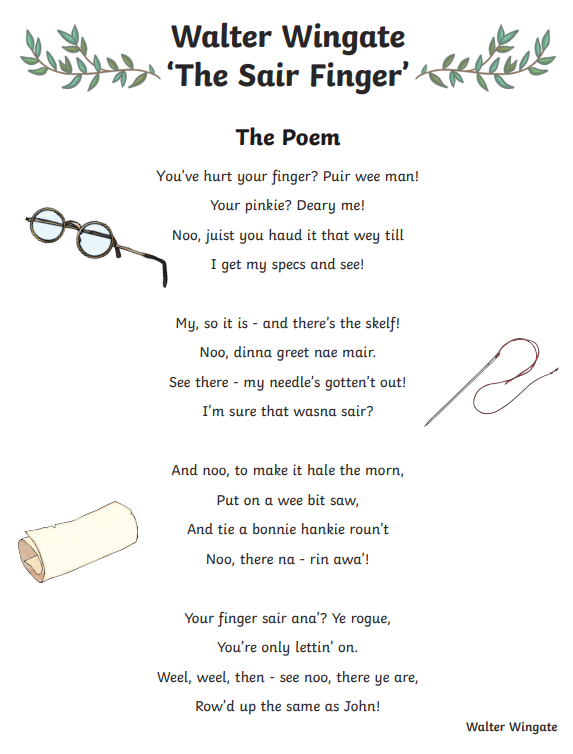 Walter Wingate
‘The Sair Finger’
The Poem
You’ve hurt your finger? Puir wee man!
Your pinkie? Deary me!
Noo, juist you haud it that wey till
I get my specs and see!
My, so it is - and there’s the skelf!
Noo, dinna greet nae mair.
See there - my needle’s gotten’t out!
I’m sure that wasna sair?
And noo, to make it hale the morn,
Put on a wee bit saw,
And tie a bonnie hankie roun’t
Noo, there na - rin awa’!
Your finger sair ana’? Ye rogue,
You’re only lettin’ on.
Weel, weel, then - see noo, there ye are,
Row’d up the same as John!
Walter Wingate